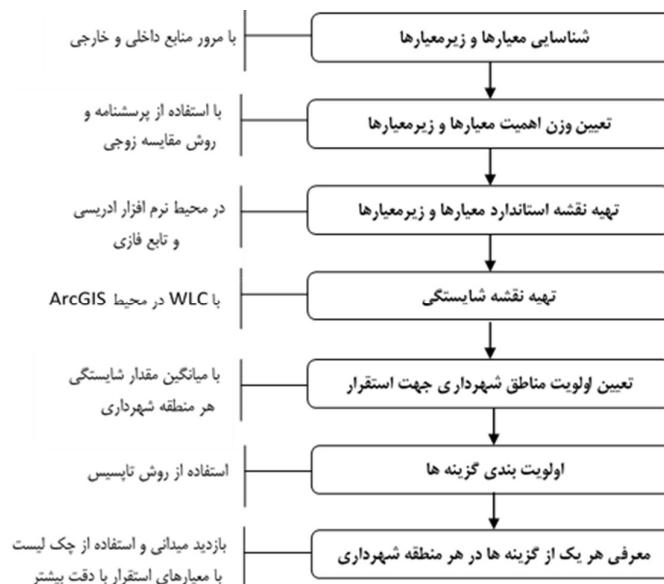 شناسایی معیارها و زیرمعیارها
با مرور منابع داخلی و خارجی
تعیین وزن اهمیت معیارها و زیرمعیارها
با استفاده از پرسشنامه و
روش مقایسه زوجی
تهیه نقشه استاندارد معیارها و زیرمعیارها
در محیط نرم افزار ادریسی
و تابع فازی
تهیه نقشه شایستگی
با WLC در محیط ArcGIS
تعیین اولویت مناطق شهرداری جهت استقرار
با میانگین مقدار شایستگی
هر منطقه شهرداری
اولویت بندی گزینه ها
استفاده از روش تاپسیس
معرفی هر یک از گزینه ها در هر منطقه شهرداری
بازدید میدانی و استفاده از چک لیست
با معیارهای استقرار با دقت بیشتر